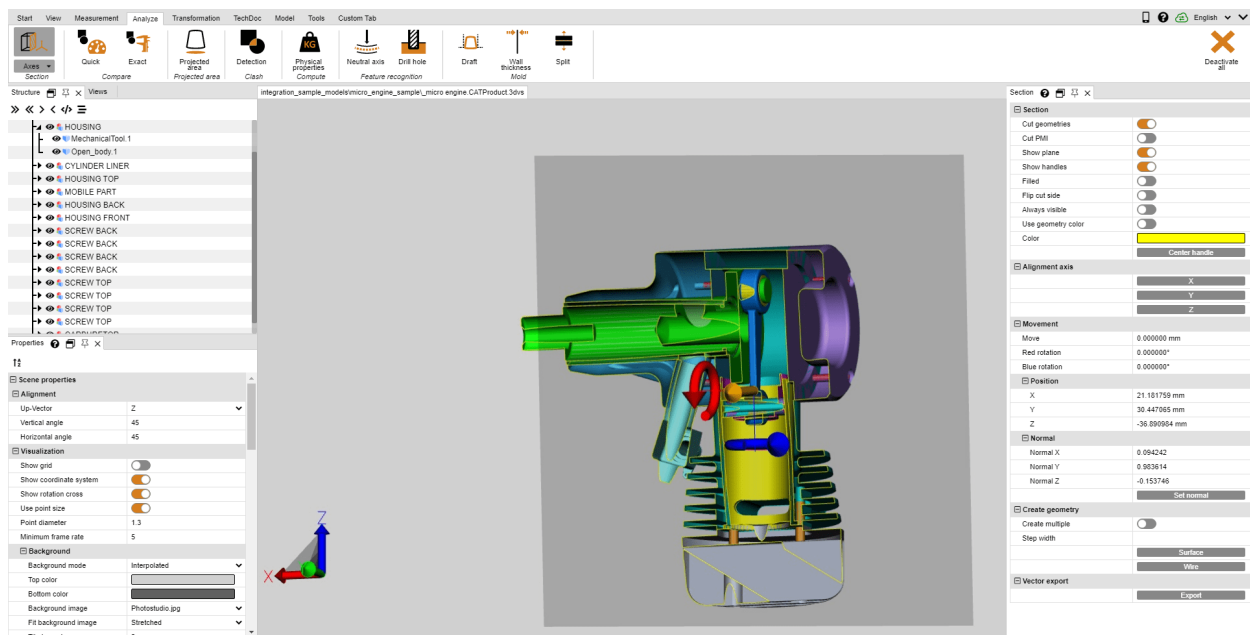 Start View Measurement Analyze Transformation TechDoc Model Tools Custom Tab English
Axes
Section
Quick Exact
Compare
Projected area
Projected area
Detection
Clash
KG
Physical properties
Compute
Neutral axis Drill hole
Feature recognition
Draft Wall thickness Split
Mold
Deactivate all
Structure Views
HOUSING
MechanicalTool.1
Open_body.1
CYLINDER LINER
HOUSING TOP
MOBILE PART
HOUSING BACK
HOUSING FRONT
SCREW BACK
SCREW BACK
SCREW BACK
SCREW BACK
SCREW TOP
SCREW TOP
SCREW TOP
SCREW TOP
CARBURETOR
Properties
Scene properties
Alignment
Up-Vector Z
Vertical angle 45
Horizontal angle 45
Visualization
Show grid
Show coordinate system
Show rotation cross
Use point size
Point diameter 1.3
Minimum frame rate 5
Background
Background mode Interpolated
Top color
Bottom color
Background image Photostudio.jpg
Fit background image Stretched
integration_sample_models\micro_engine_sample\_micro engine.CATProduct.3dvs
Z
X
Section
Section
Cut geometries
Cut PMI
Show plane
Show handles
Filled
Flip cut side
Always visible
Use geometry color
Color
Center handle
Alignment axis
X
Y
Z
Movement
Move 0.000000 mm
Red rotation 0.000000°
Blue rotation 0.000000°
Position
X 21.181759 mm
Y 30.447065 mm
Z -36.890984 mm
Normal
Normal X 0.094242
Normal Y 0.983614
Normal Z -0.153746
Set normal
Create geometry
Create multiple
Step width
Surface
Wire
Vector export
Export